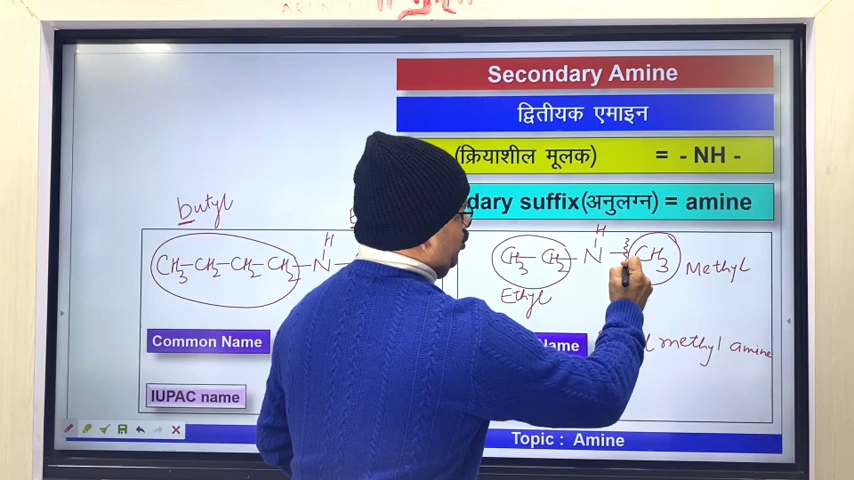 Secondary Amine
द्वितीयक एमाइन
(क्रियाशील मूलक) = - NH -
dary suffix(अनुलग्न) = amine
butyl
H
CH3-CH2-CH2-CH2-N-
H
CH3-CH2-N-CH3
Methyl
Ethyl
Common Name
Name
methyl amine
IUPAC name
Topic : Amine